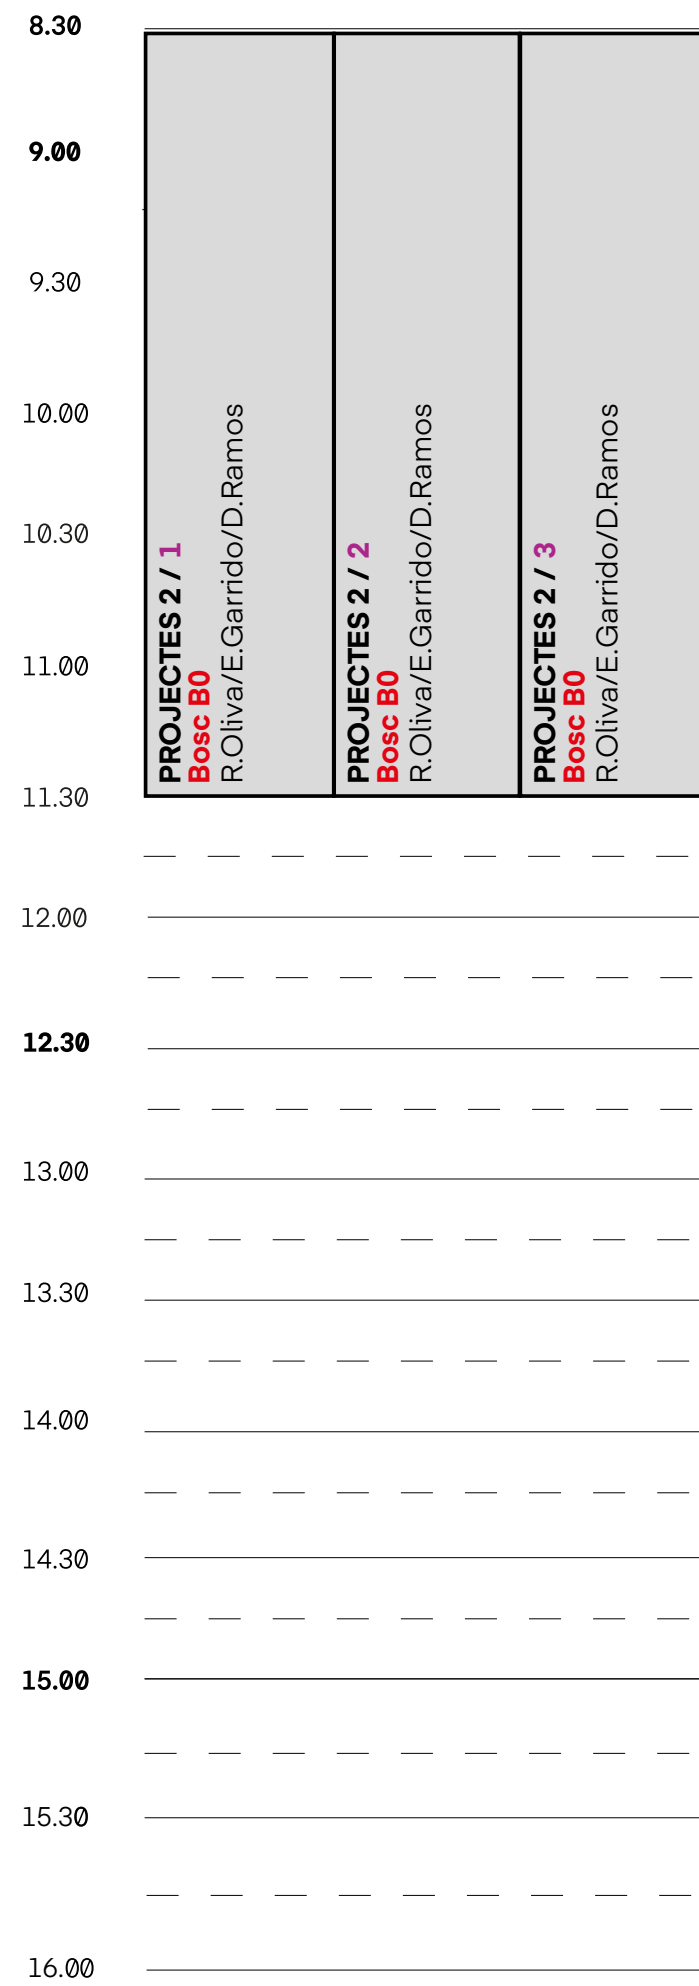 8.30
9.00
9.30
10.00
10.30
11.00
11.30
12.00
12.30
13.00
13.30
14.00
14.30
15.00
15.30
16.00
PROJECTES 2 / 1
Bosc B0
R.Oliva/E.Garrido/D.Ramos
PROJECTES 2 / 2
Bosc B0
R.Oliva/E.Garrido/D.Ramos
PROJECTES 2 / 3
Bosc B0
R.Oliva/E.Garrido/D.Ramos